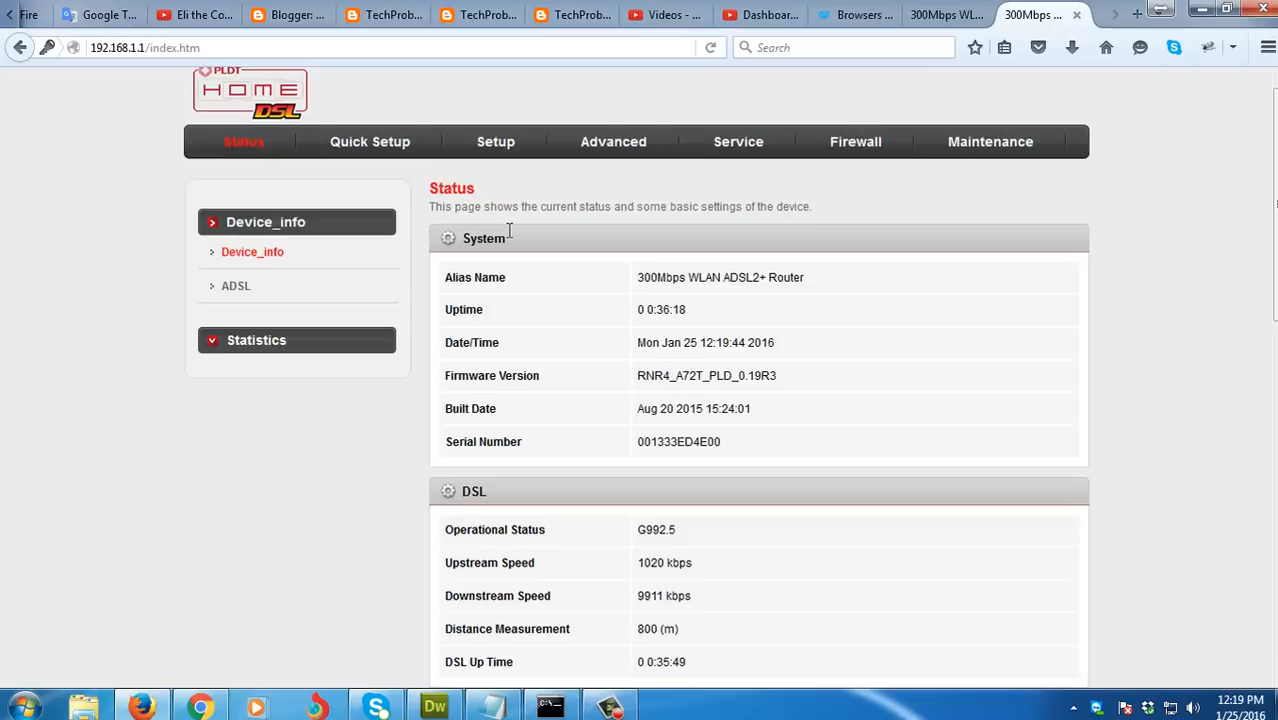 Fire
Google T...
Eli the Co...
Blogger: ...
TechProb...
TechProb...
TechProb...
Videos - ...
Dashboar...
Browsers ...
300Mbps WL...
300Mbps ...
192.168.1.1/index.htm
Search
PLDT
HOME
DSL
Status
Quick Setup
Setup
Advanced
Service
Firewall
Maintenance
Device_info
Device_info
ADSL
Statistics
Status
This page shows the current status and some basic settings of the device.
System
Alias Name 300Mbps WLAN ADSL2+ Router
Uptime 0 0:36:18
Date/Time Mon Jan 25 12:19:44 2016
Firmware Version RNR4_A72T_PLD_0.19R3
Built Date Aug 20 2015 15:24:01
Serial Number 001333ED4E00
DSL
Operational Status G992.5
Upstream Speed 1020 kbps
Downstream Speed 9911 kbps
Distance Measurement 800 (m)
DSL Up Time 0 0:35:49
Dw
C:\.
12:19 PM
1/25/2016